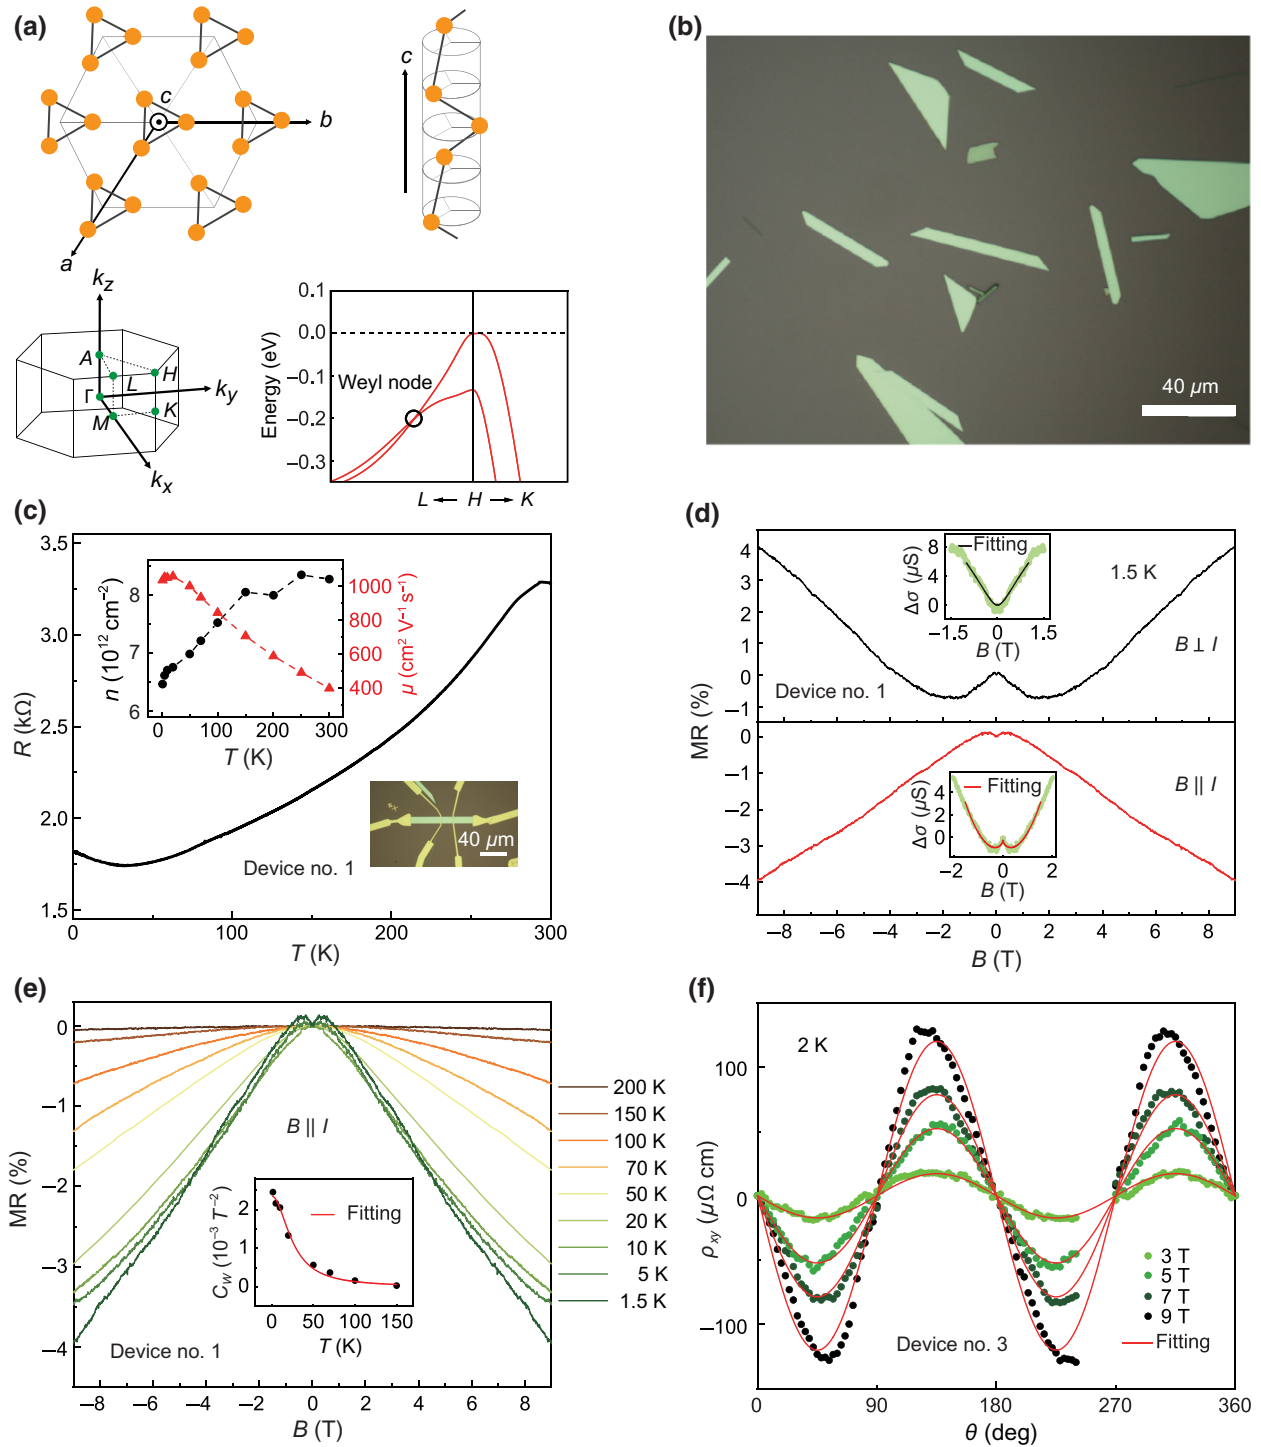 (a)
c
b
a
c
k_z
A
H
L
Γ
k_y
M
K
k_x
0.1
0.0
−0.1
−0.2
−0.3
Energy (eV)
Weyl node
L
H
K
(b)
40 μm
(c)
3.5
3.0
2.5
2.0
1.5
R (kΩ)
0
100
200
300
T (K)
8
7
6
n (10¹² cm⁻²)
1000
800
600
400
μ (cm² V⁻¹ s⁻¹)
0 50 100 150 200 250 300
T (K)
40 μm
Device no. 1
(d)
4
3
2
1
0
−1
0
−1
−2
−3
−4
MR (%)
Fitting
8
4
0
Δσ (μS)
−1.5 0 1.5
B (T)
1.5 K
B ⊥ I
Device no. 1
B || I
Fitting
4
2
0
Δσ (μS)
−2 0 2
B (T)
−8 −6 −4 −2 0 2 4 6 8
B (T)
(e)
0
−1
−2
−3
−4
MR (%)
B || I
200 K
150 K
100 K
70 K
50 K
20 K
10 K
5 K
1.5 K
2
1
0
C_W (10⁻³ T⁻²)
Fitting
0 50 100 150
T (K)
Device no. 1
−8 −6 −4 −2 0 2 4 6 8
B (T)
(f)
2 K
100
0
−100
ρ_xy (μΩ cm)
3 T
5 T
7 T
9 T
Fitting
Device no. 3
0 90 180 270 360
θ (deg)